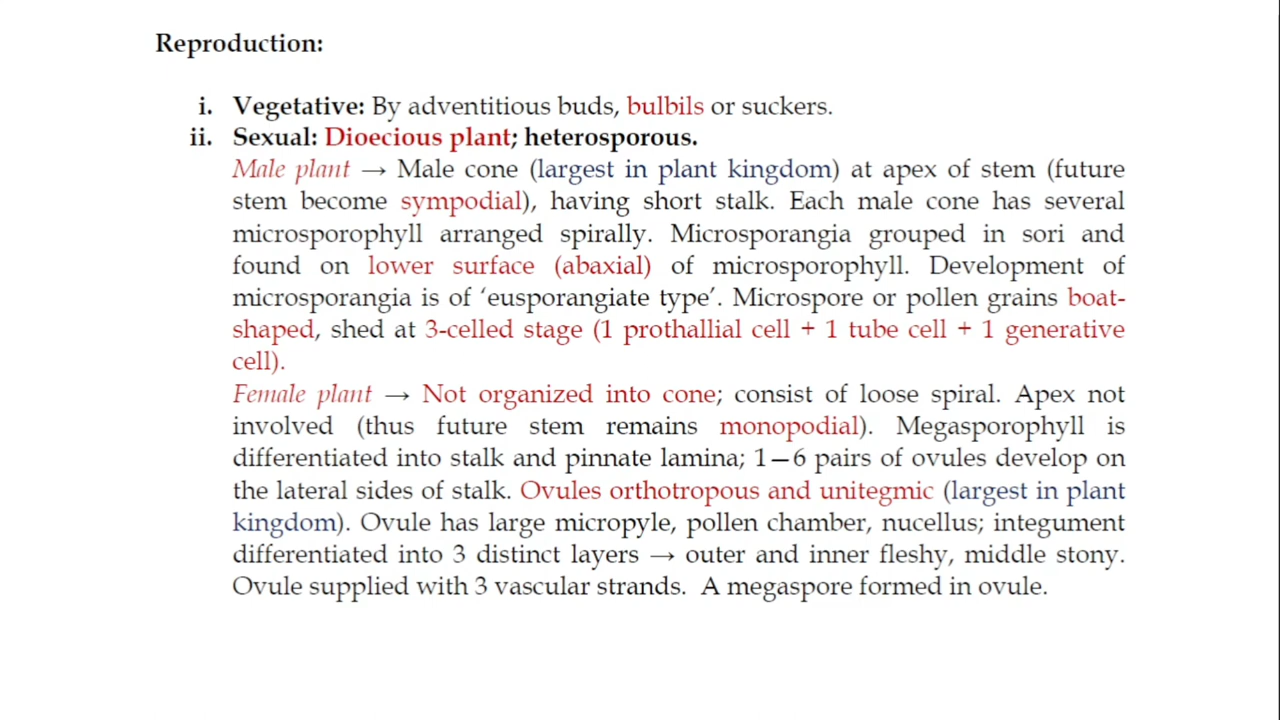 Reproduction:
i. Vegetative: By adventitious buds, bulbils or suckers.
ii. Sexual: Dioecious plant; heterosporous.
Male plant → Male cone (largest in plant kingdom) at apex of stem (future
stem become sympodial), having short stalk. Each male cone has several
microsporophyll arranged spirally. Microsporangia grouped in sori and
found on lower surface (abaxial) of microsporophyll. Development of
microsporangia is of ‘eusporangiate type’. Microspore or pollen grains boat-
shaped, shed at 3-celled stage (1 prothallial cell + 1 tube cell + 1 generative
cell).
Female plant → Not organized into cone; consist of loose spiral. Apex not
involved (thus future stem remains monopodial). Megasporophyll is
differentiated into stalk and pinnate lamina; 1–6 pairs of ovules develop on
the lateral sides of stalk. Ovules orthotropous and unitegmic (largest in plant
kingdom). Ovule has large micropyle, pollen chamber, nucellus; integument
differentiated into 3 distinct layers → outer and inner fleshy, middle stony.
Ovule supplied with 3 vascular strands. A megaspore formed in ovule.